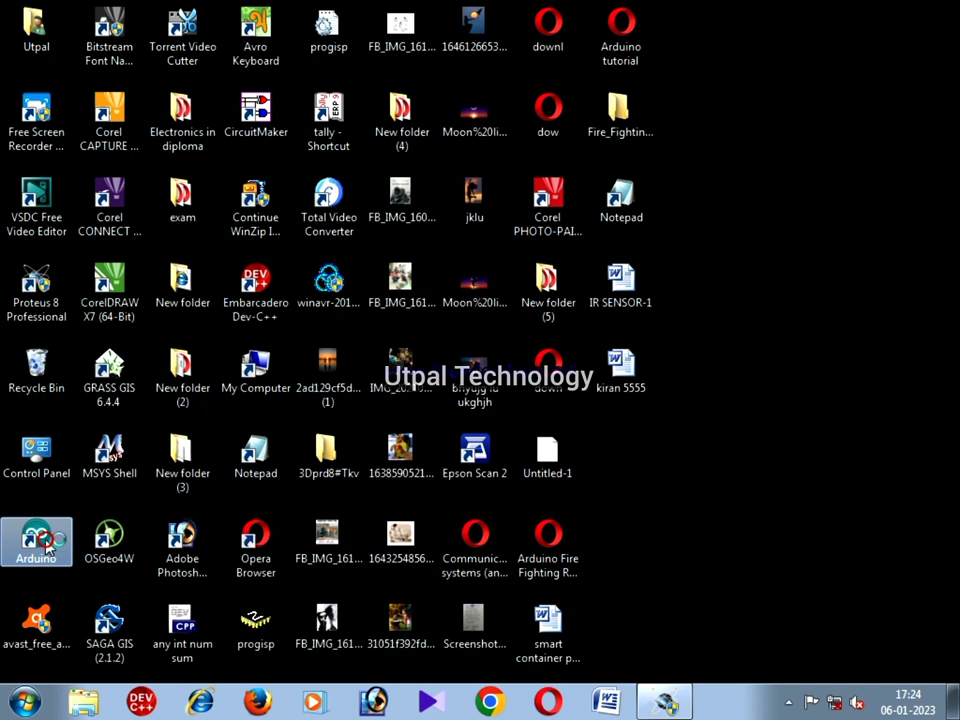 Utpal
Bitstream
Font Na...
Torrent Video
Cutter
Avro
Keyboard
progisp
FB_IMG_161...
1646126653...
downl
Arduino
tutorial
Free Screen
Recorder ...
Corel
CAPTURE ...
Electronics in
diploma
CircuitMaker
tally -
Shortcut
New folder
(4)
Moon%20li...
dow
Fire_Fightin...
VSDC Free
Video Editor
Corel
CONNECT ...
exam
Continue
WinZip I...
Total Video
Converter
FB_IMG_160...
jklu
Corel
PHOTO-PAI...
Notepad
Proteus 8
Professional
CorelDRAW
X7 (64-Bit)
New folder
Embarcadero
Dev-C++
winavr-201...
FB_IMG_161...
Moon%20li...
New folder
(5)
IR SENSOR-1
Utpal Technology
Recycle Bin
GRASS GIS
6.4.4
New folder
(2)
My Computer
2ad129cf5d...
(1)
ukghjh
kiran 5555
Control Panel
MSYS Shell
New folder
(3)
Notepad
3Dprd8#Tkv
1638590521...
Epson Scan 2
Untitled-1
Arduino
OSGeo4W
Adobe
Photosh...
Opera
Browser
FB_IMG_161...
1643254856...
Communic...
systems (an...
Arduino Fire
Fighting R...
avast_free_a...
SAGA GIS
(2.1.2)
any int num
sum
progisp
FB_IMG_161...
31051f392fd...
Screenshot...
smart
container p...
DEV
C++
17:24
06-01-2023